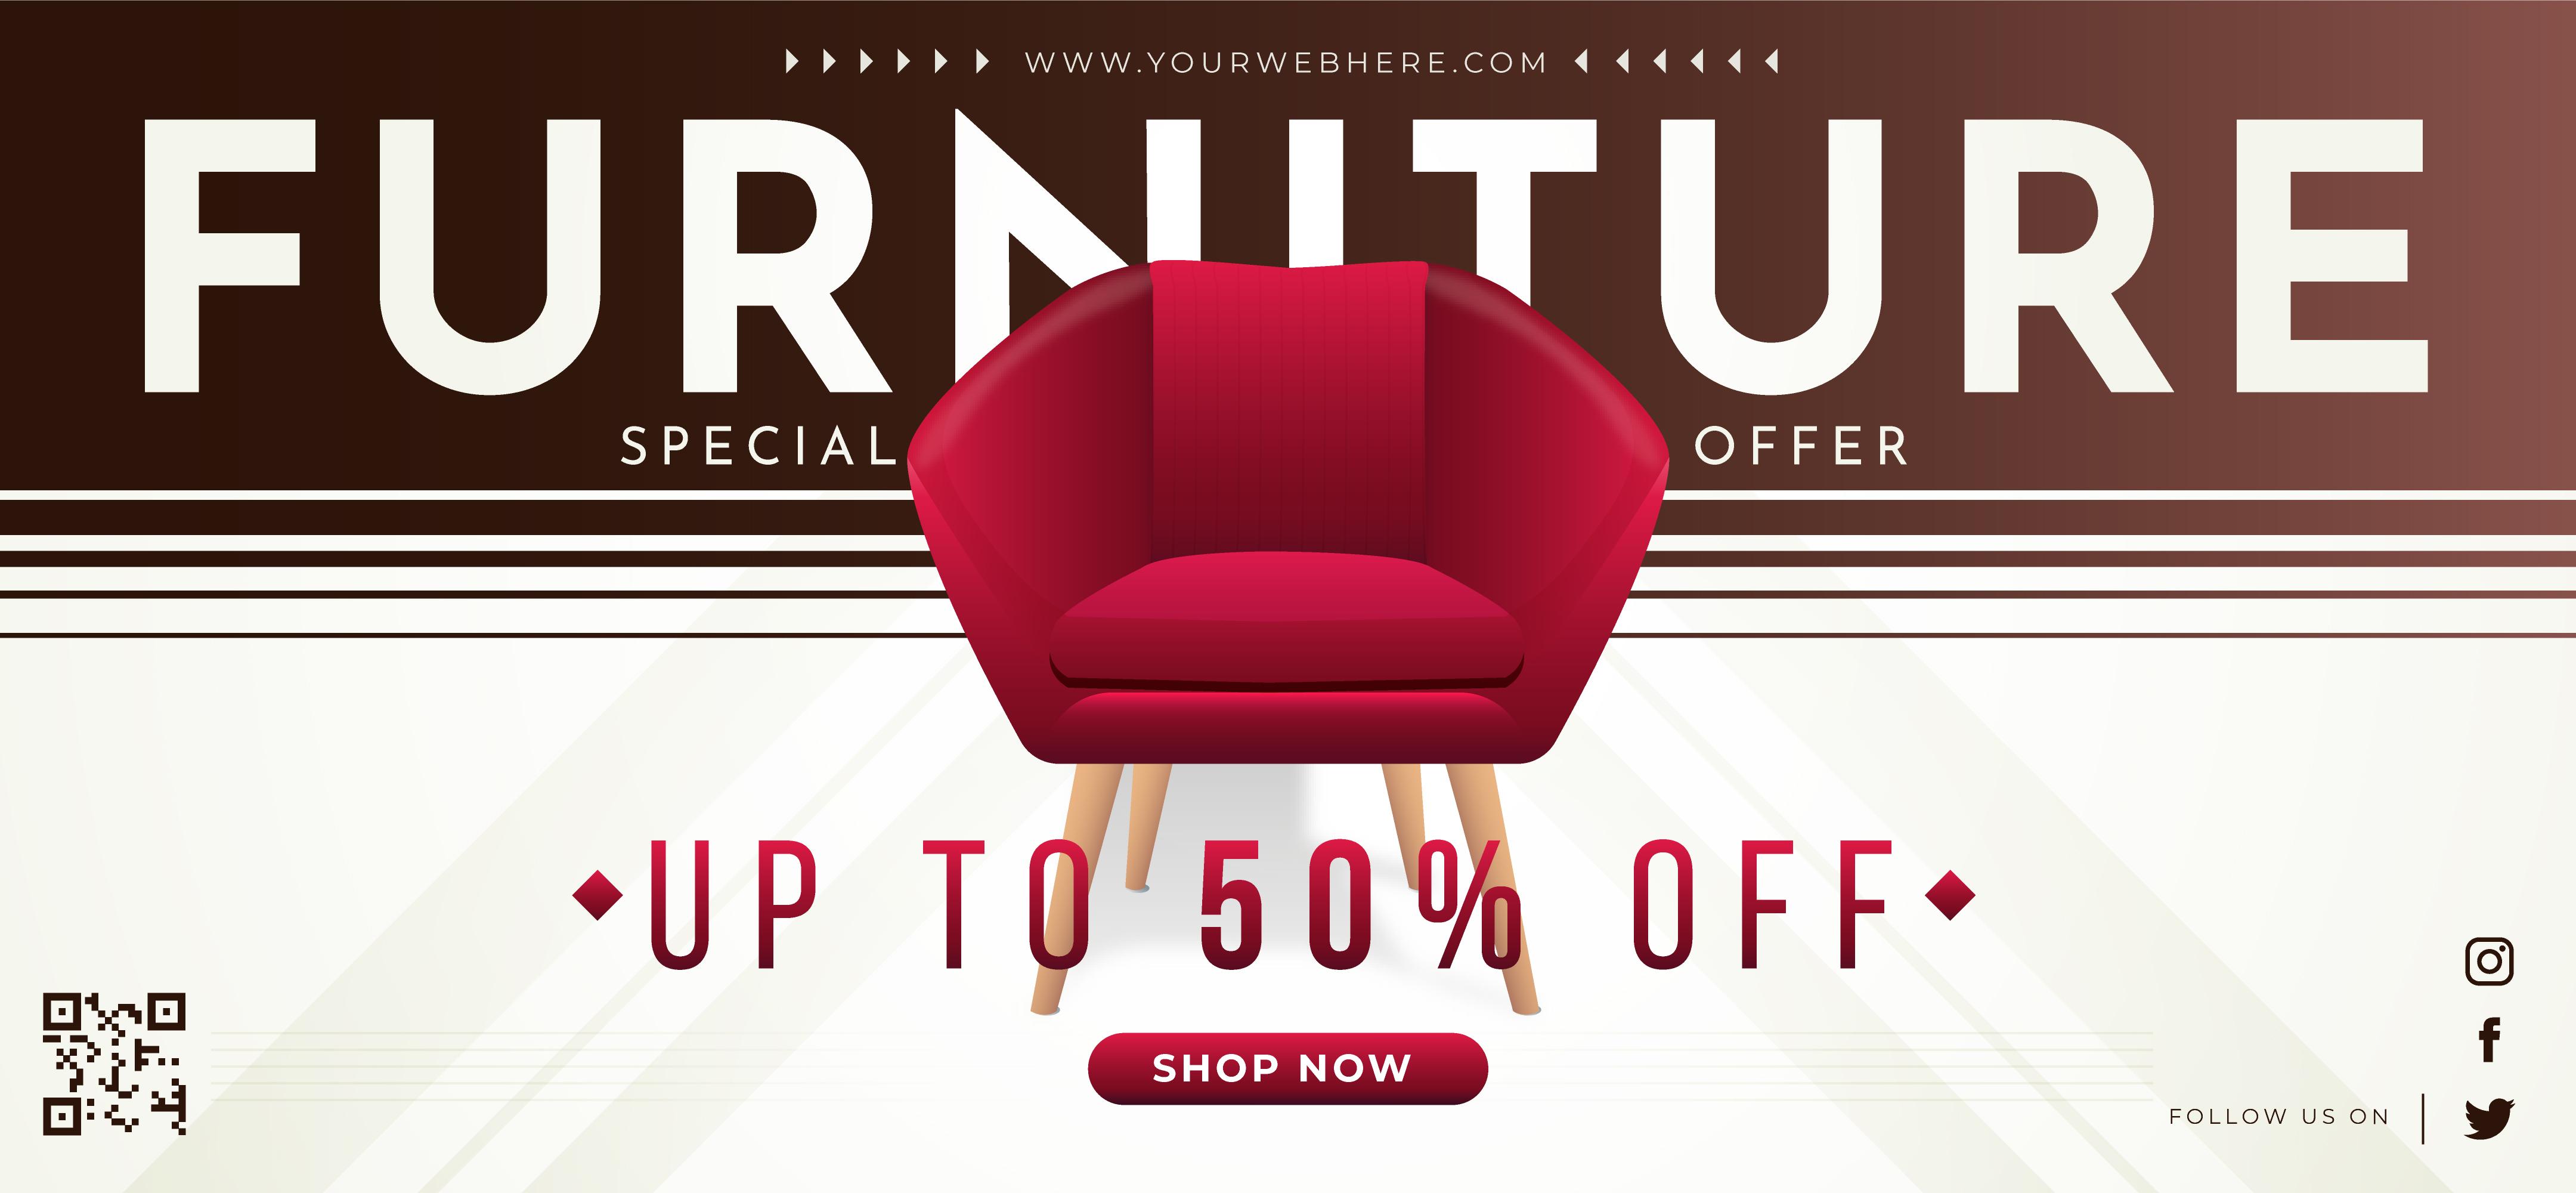 WWW.YOURWEBHERE.COM
FURNITURE
SPECIAL OFFER
UP TO 50% OFF
SHOP NOW
FOLLOW US ON